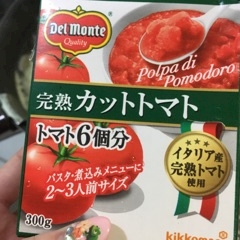 Del Monte
Quality
Polpa di
Pomodoro
完熟カットトマト
トマト6個分
パスタ・煮込みメニューに
2〜3人前サイズ
イタリア産
完熟トマト
使用
300g